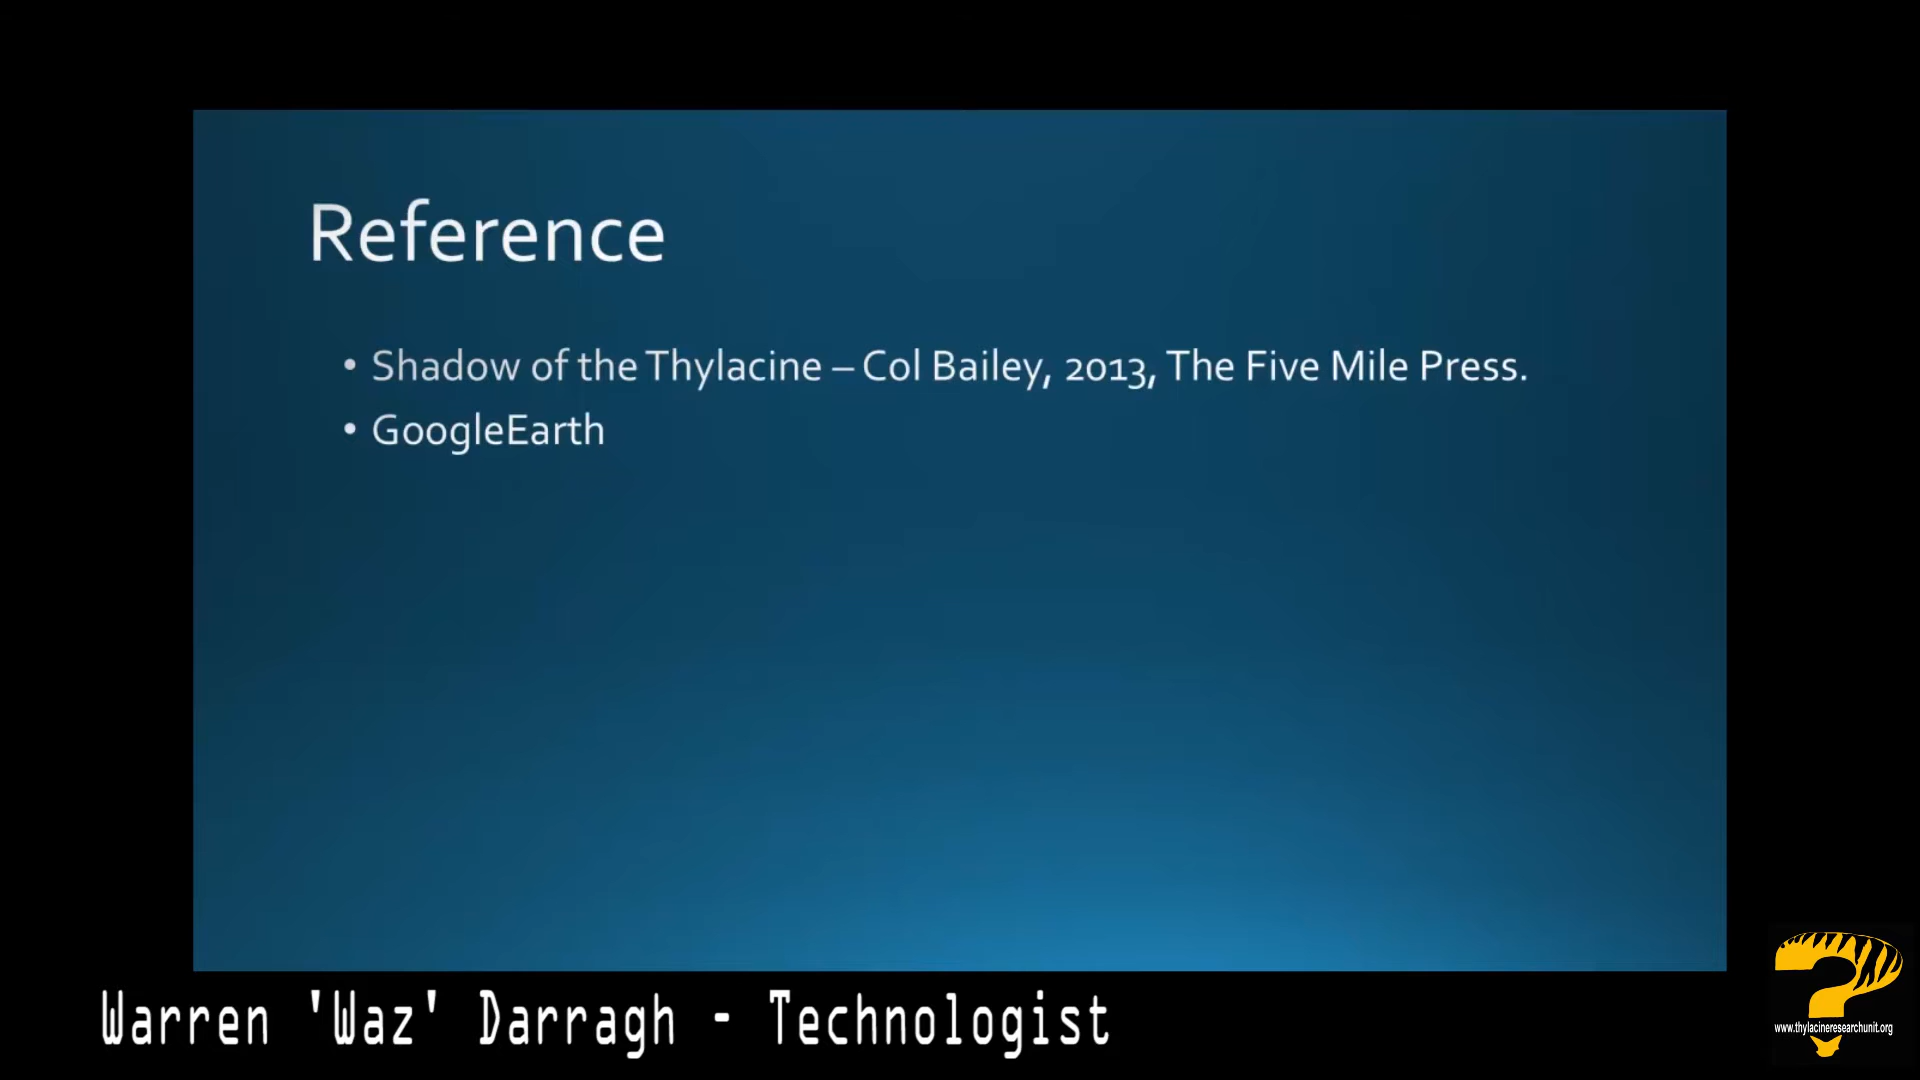 Reference
• Shadow of the Thylacine – Col Bailey, 2013, The Five Mile Press.
• GoogleEarth
Warren 'Waz' Darragh - Technologist
www.thylacineresearchunit.org